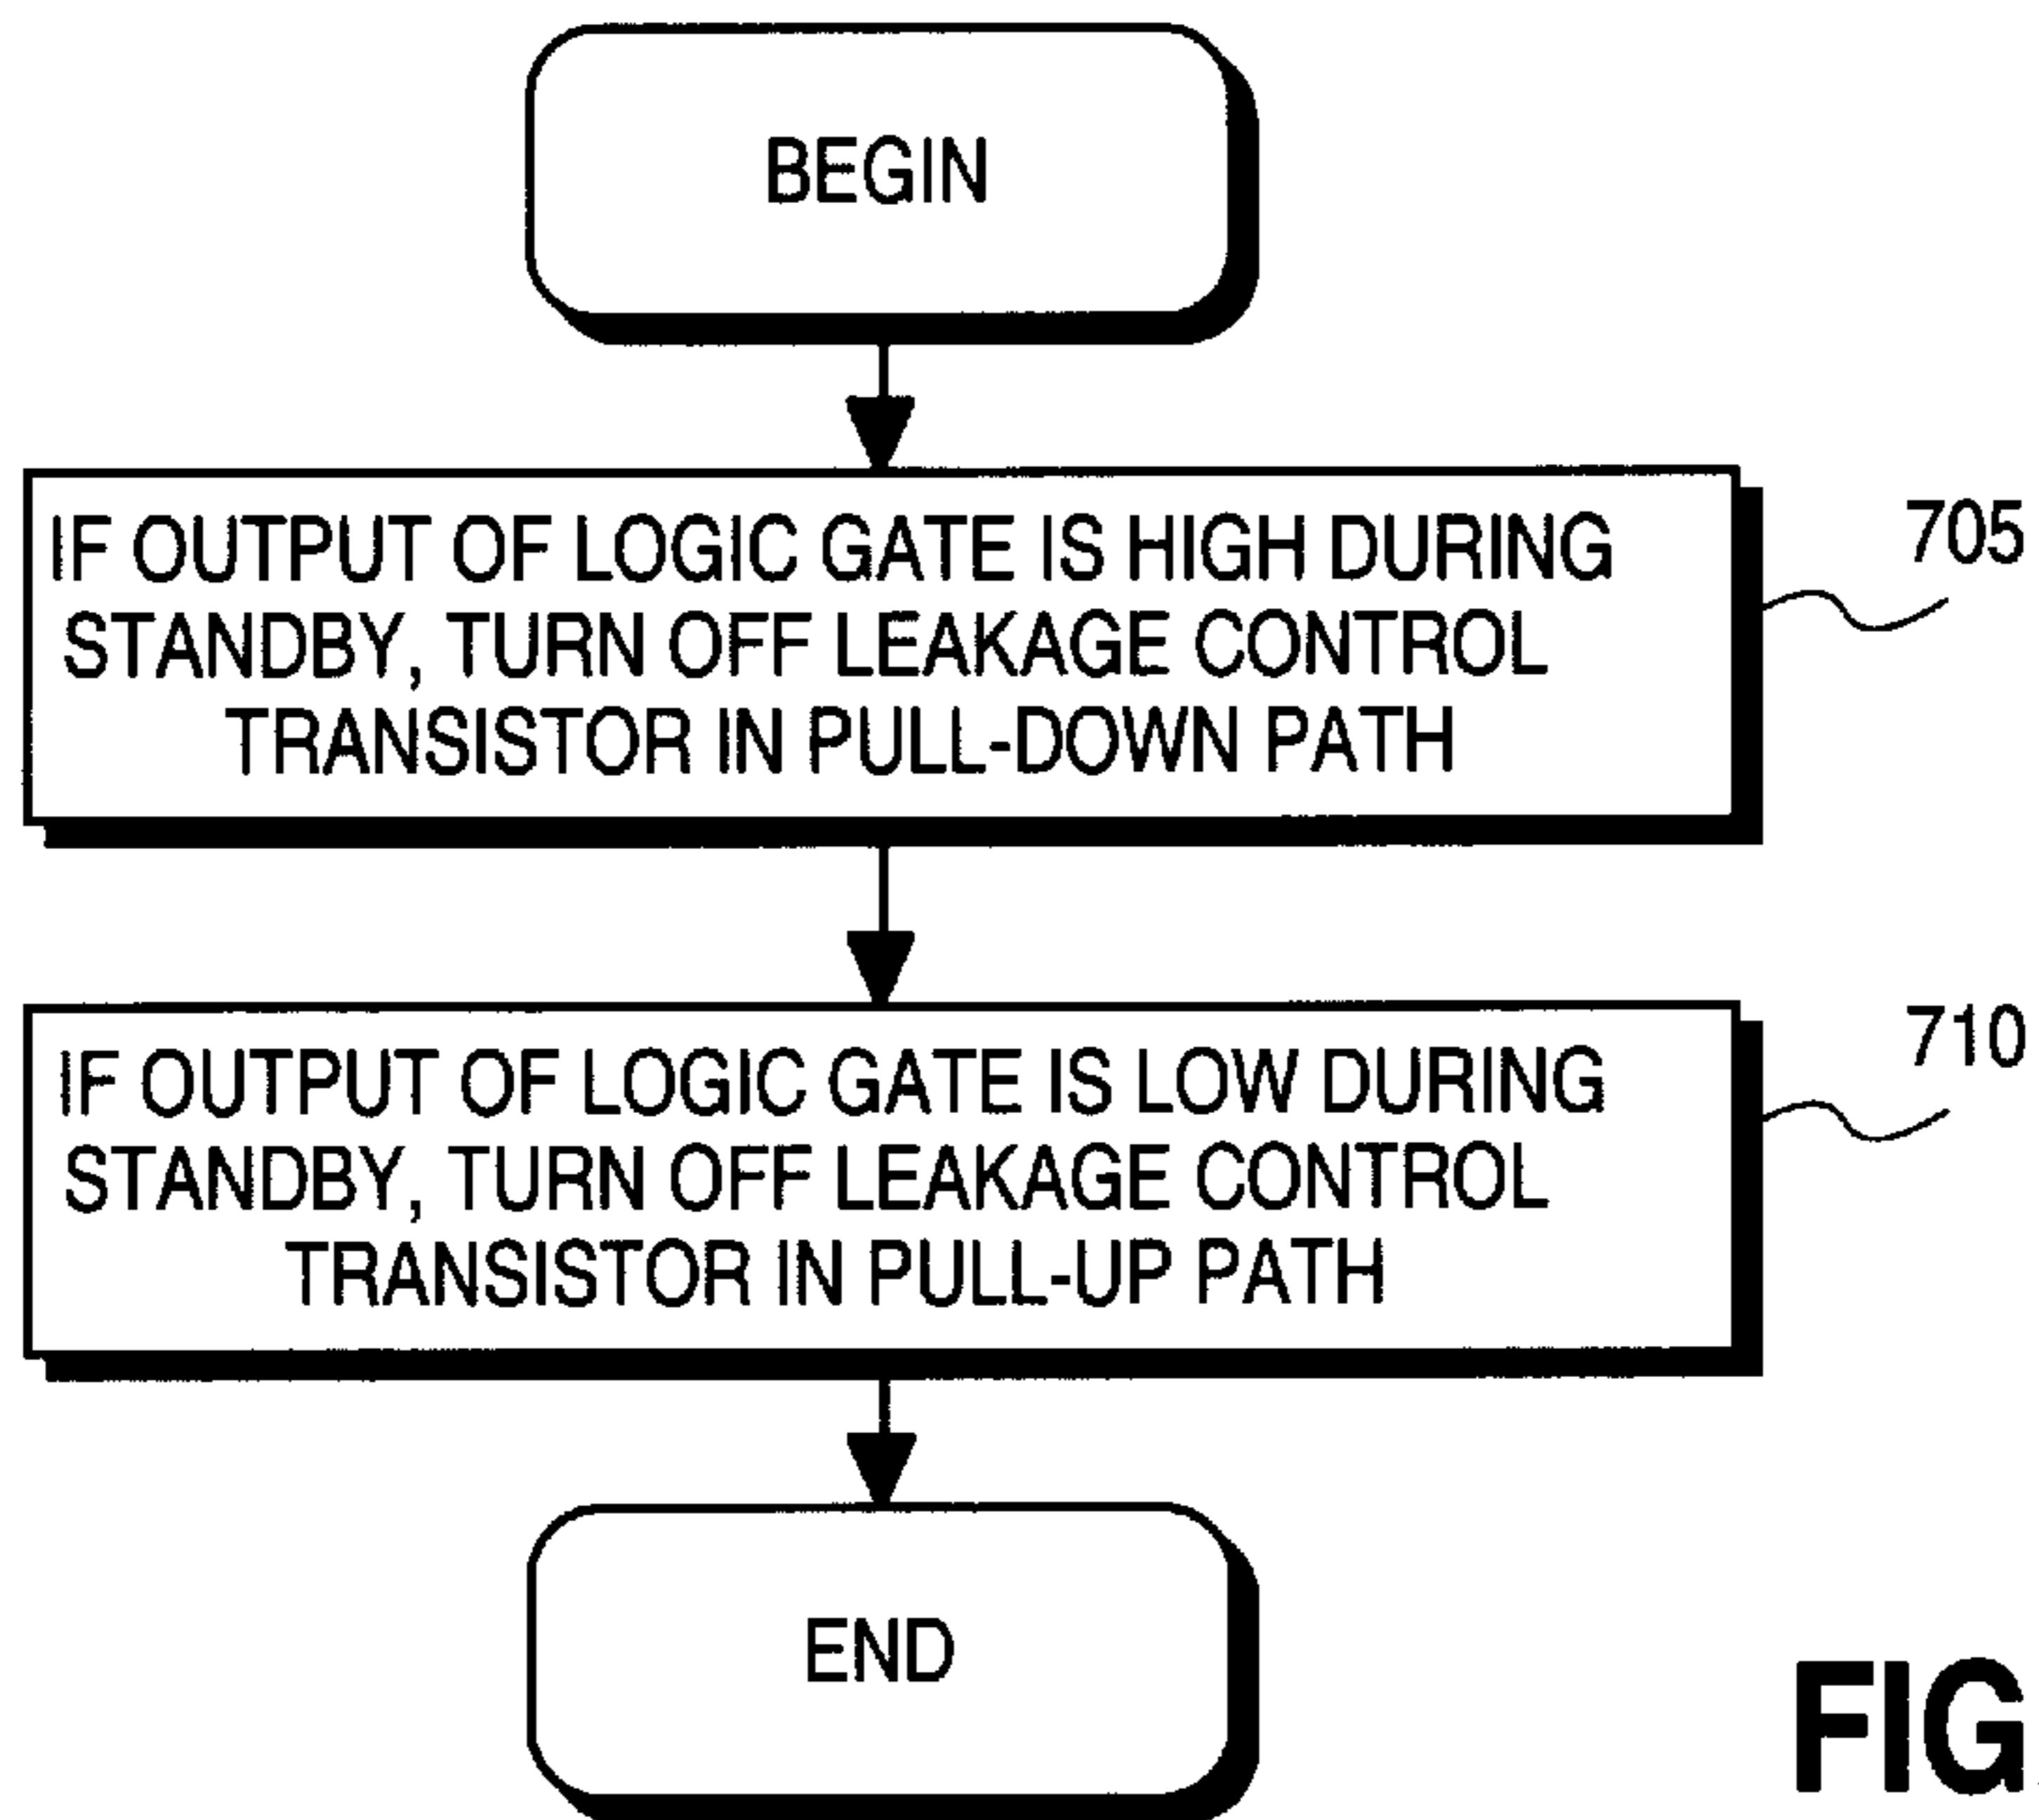 BEGIN
IF OUTPUT OF LOGIC GATE IS HIGH DURING
STANDBY, TURN OFF LEAKAGE CONTROL
TRANSISTOR IN PULL-DOWN PATH
705
IF OUTPUT OF LOGIC GATE IS LOW DURING
STANDBY, TURN OFF LEAKAGE CONTROL
TRANSISTOR IN PULL-UP PATH
710
END
FIG.